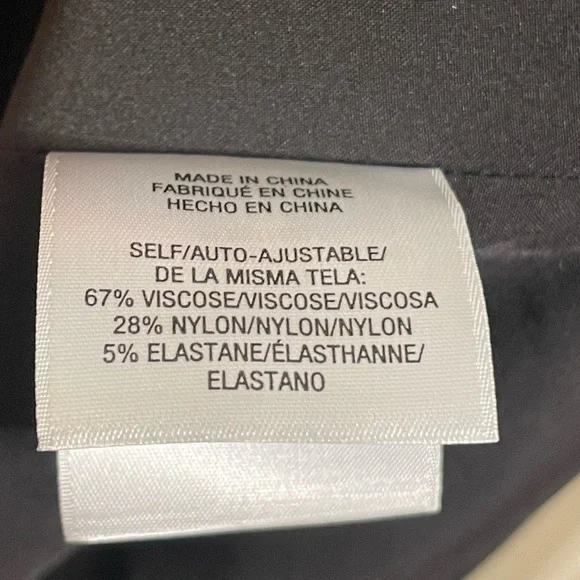 MADE IN CHINA
FABRIQUÉ EN CHINE
HECHO EN CHINA
SELF/AUTO-AJUSTABLE/
DE LA MISMA TELA:
67% VISCOSE/VISCOSE/VISCOSA
28% NYLON/NYLON/NYLON
5% ELASTANE/ÉLASTHANNE/
ELASTANO